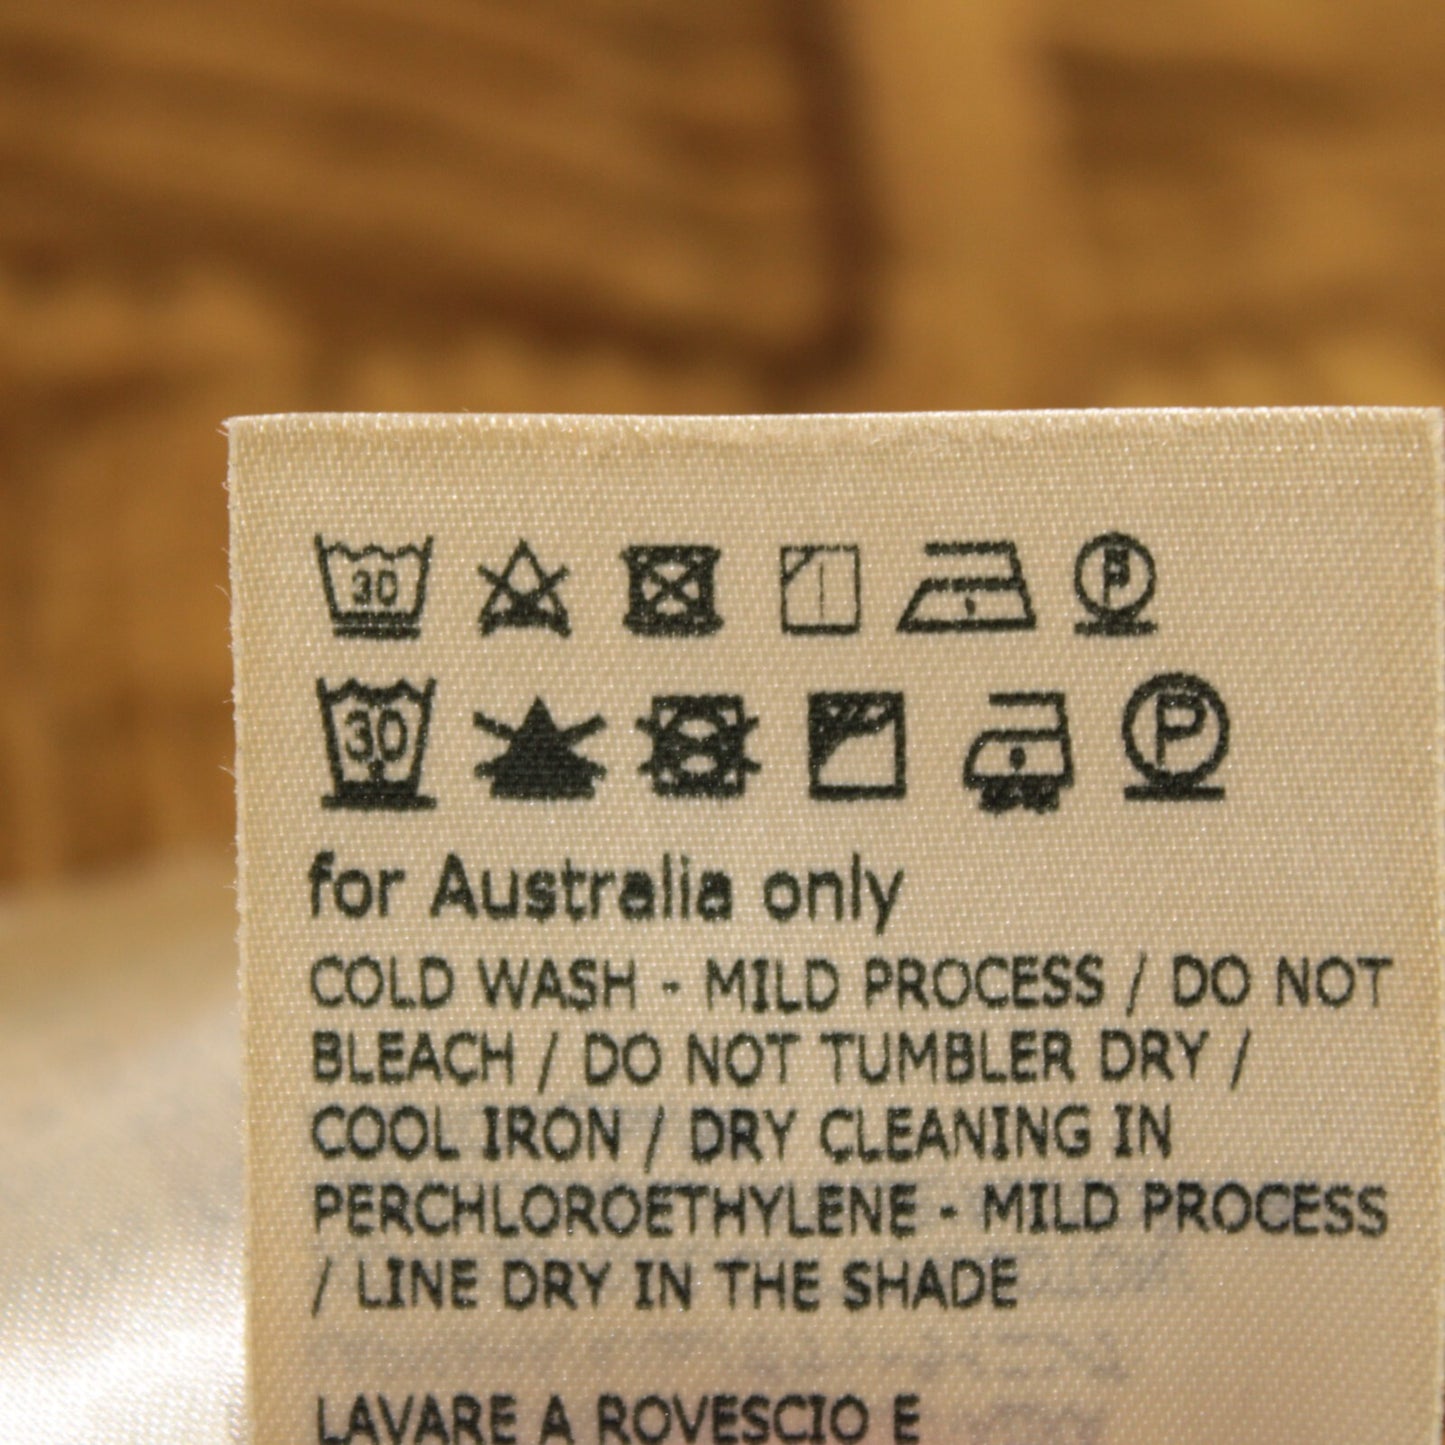 30 P
30 P
for Australia only
COLD WASH - MILD PROCESS / DO NOT
BLEACH / DO NOT TUMBLER DRY /
COOL IRON / DRY CLEANING IN
PERCHLOROETHYLENE - MILD PROCESS
/ LINE DRY IN THE SHADE
LAVARE A ROVESCIO E